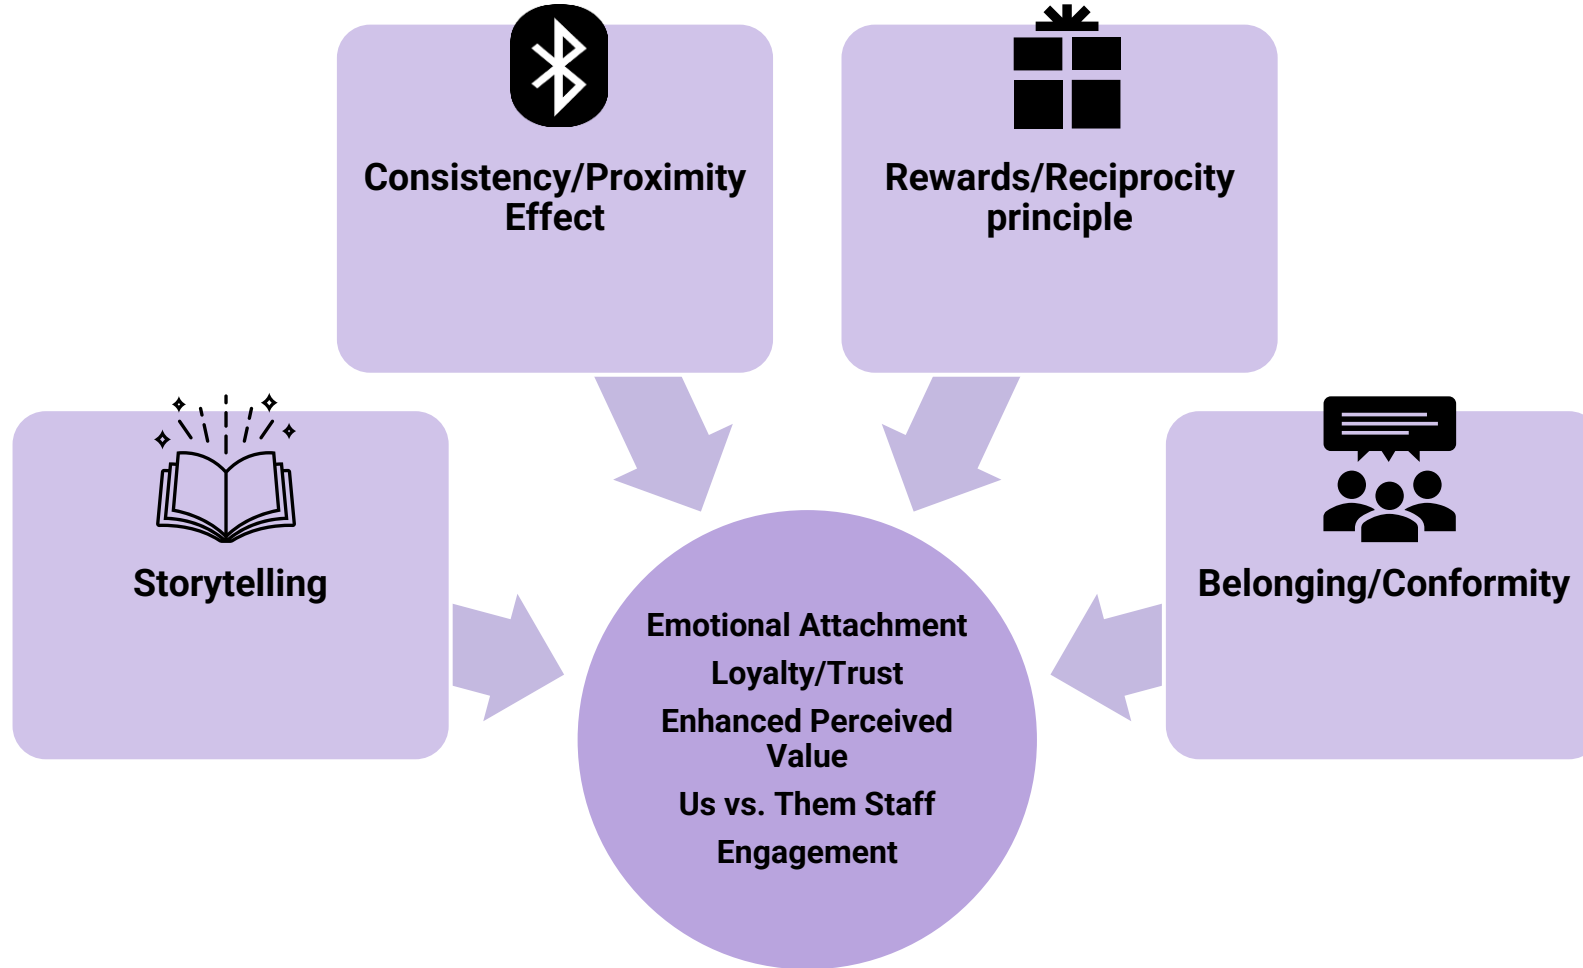 Consistency/Proximity
Effect
Rewards/Reciprocity
principle
Storytelling
Belonging/Conformity
Emotional Attachment
Loyalty/Trust
Enhanced Perceived
Value
Us vs. Them Staff
Engagement